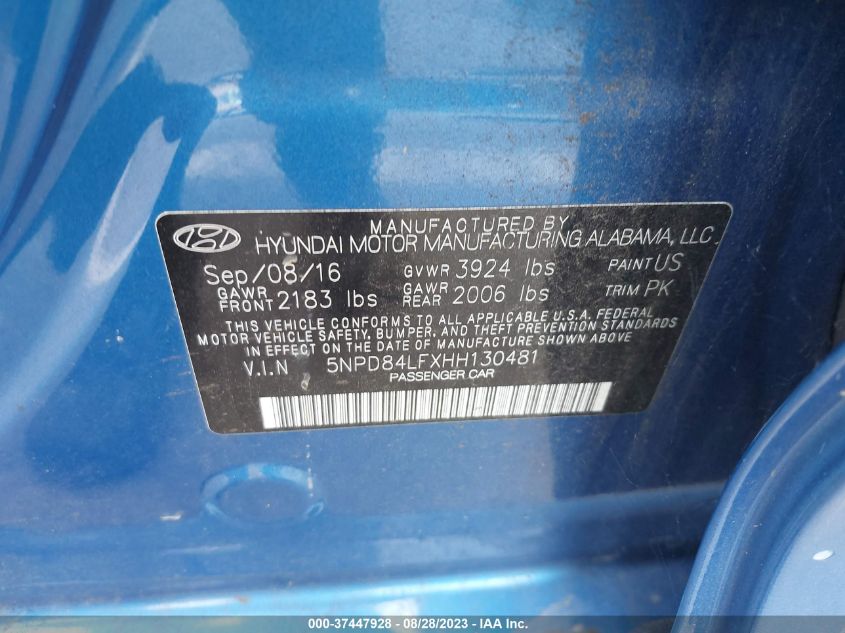 MANUFACTURED BY
HYUNDAI MOTOR MANUFACTURING ALABAMA, LLC
Sep/08/16 GVWR 3924 lbs PAINT US
GAWR FRONT 2183 lbs GAWR REAR 2006 lbs TRIM PK
THIS VEHICLE CONFORMS TO ALL APPLICABLE U.S.A. FEDERAL
MOTOR VEHICLE SAFETY, BUMPER, AND THEFT PREVENTION STANDARDS
IN EFFECT ON THE DATE OF MANUFACTURE SHOWN ABOVE
V.I.N 5NPD84LFXHH130481
PASSENGER CAR
000-37447928 - 08/28/2023 - IAA Inc.